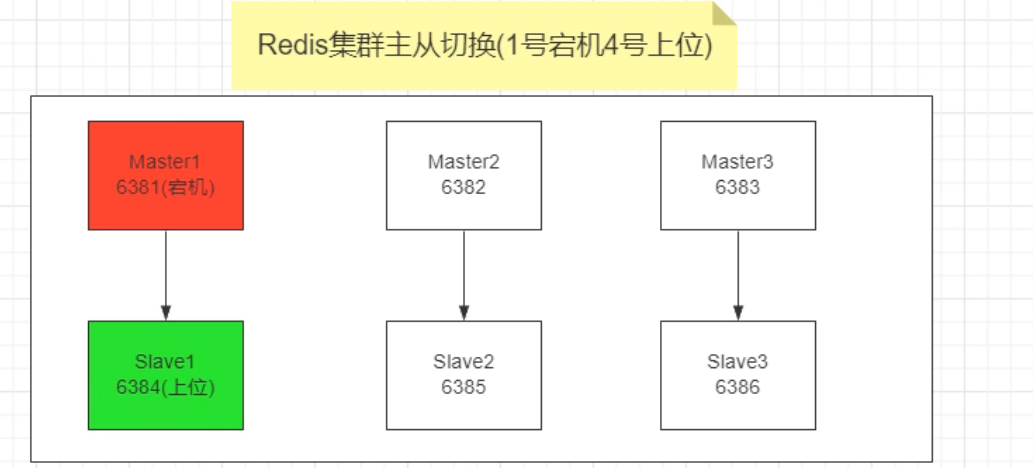 Redis集群主从切换(1号宕机4号上位)
Master1
6381(宕机)
Master2
6382
Master3
6383
Slave1
6384(上位)
Slave2
6385
Slave3
6386